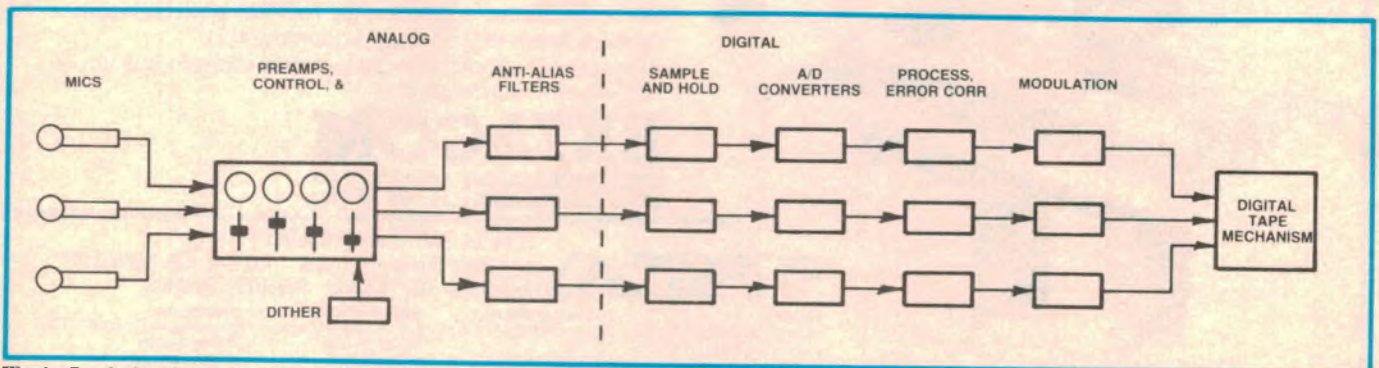 ANALOG
DIGITAL
MICS
PREAMPS,
CONTROL, &
ANTI-ALIAS
FILTERS
SAMPLE
AND HOLD
A/D
CONVERTERS
PROCESS,
ERROR CORR
MODULATION
DITHER
DIGITAL
TAPE
MECHANISM